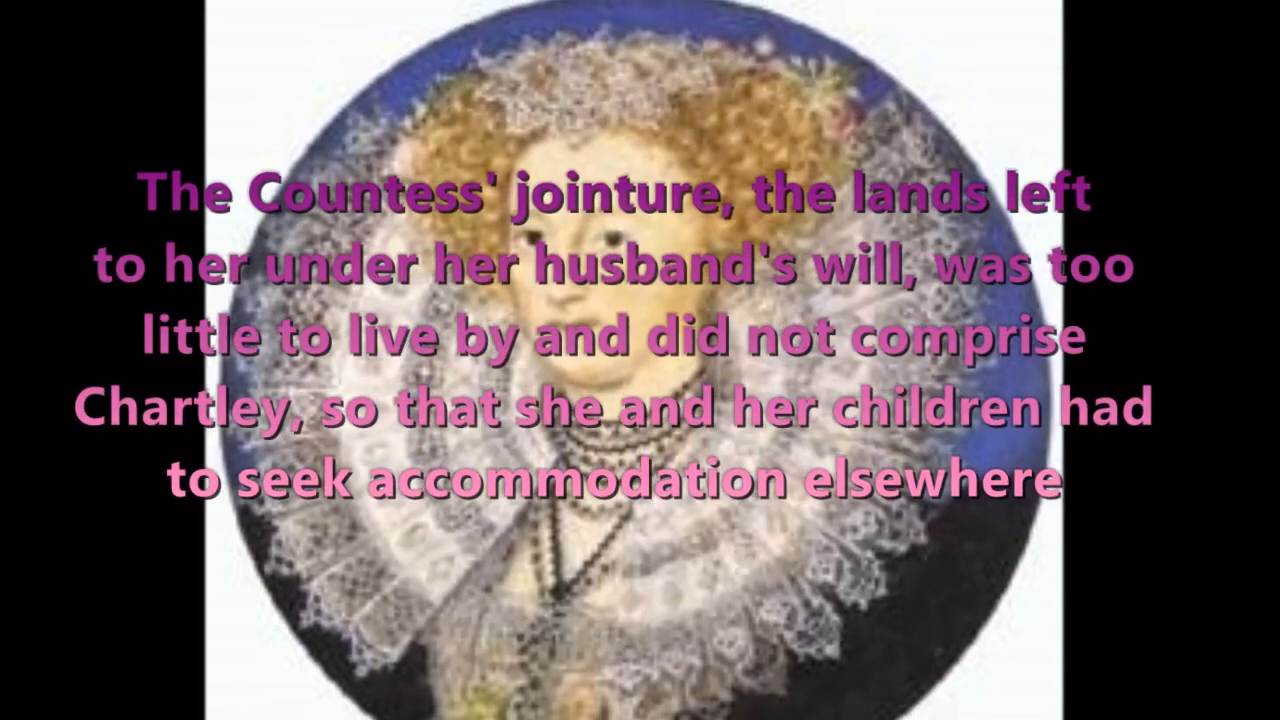 The Countess' jointure, the lands left
to her under her husband's will, was too
little to live by and did not comprise
Chartley, so that she and her children had
to seek accommodation elsewhere